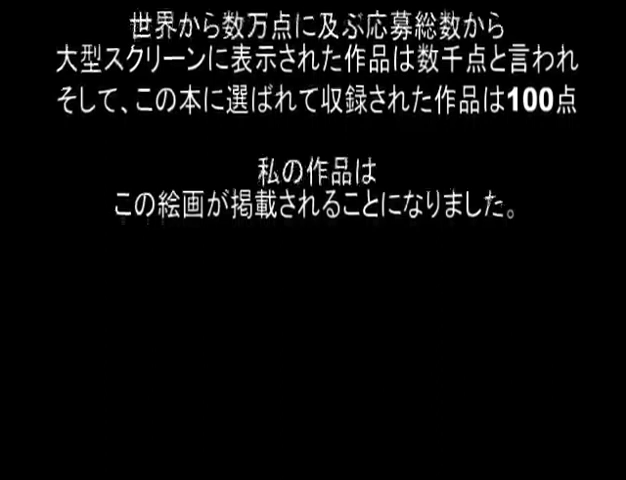 世界から数万点に及ぶ応募総数から
大型スクリーンに表示された作品は数千点と言われ
そして、この本に選ばれて収録された作品は100点
私の作品は
この絵画が掲載されることになりました。